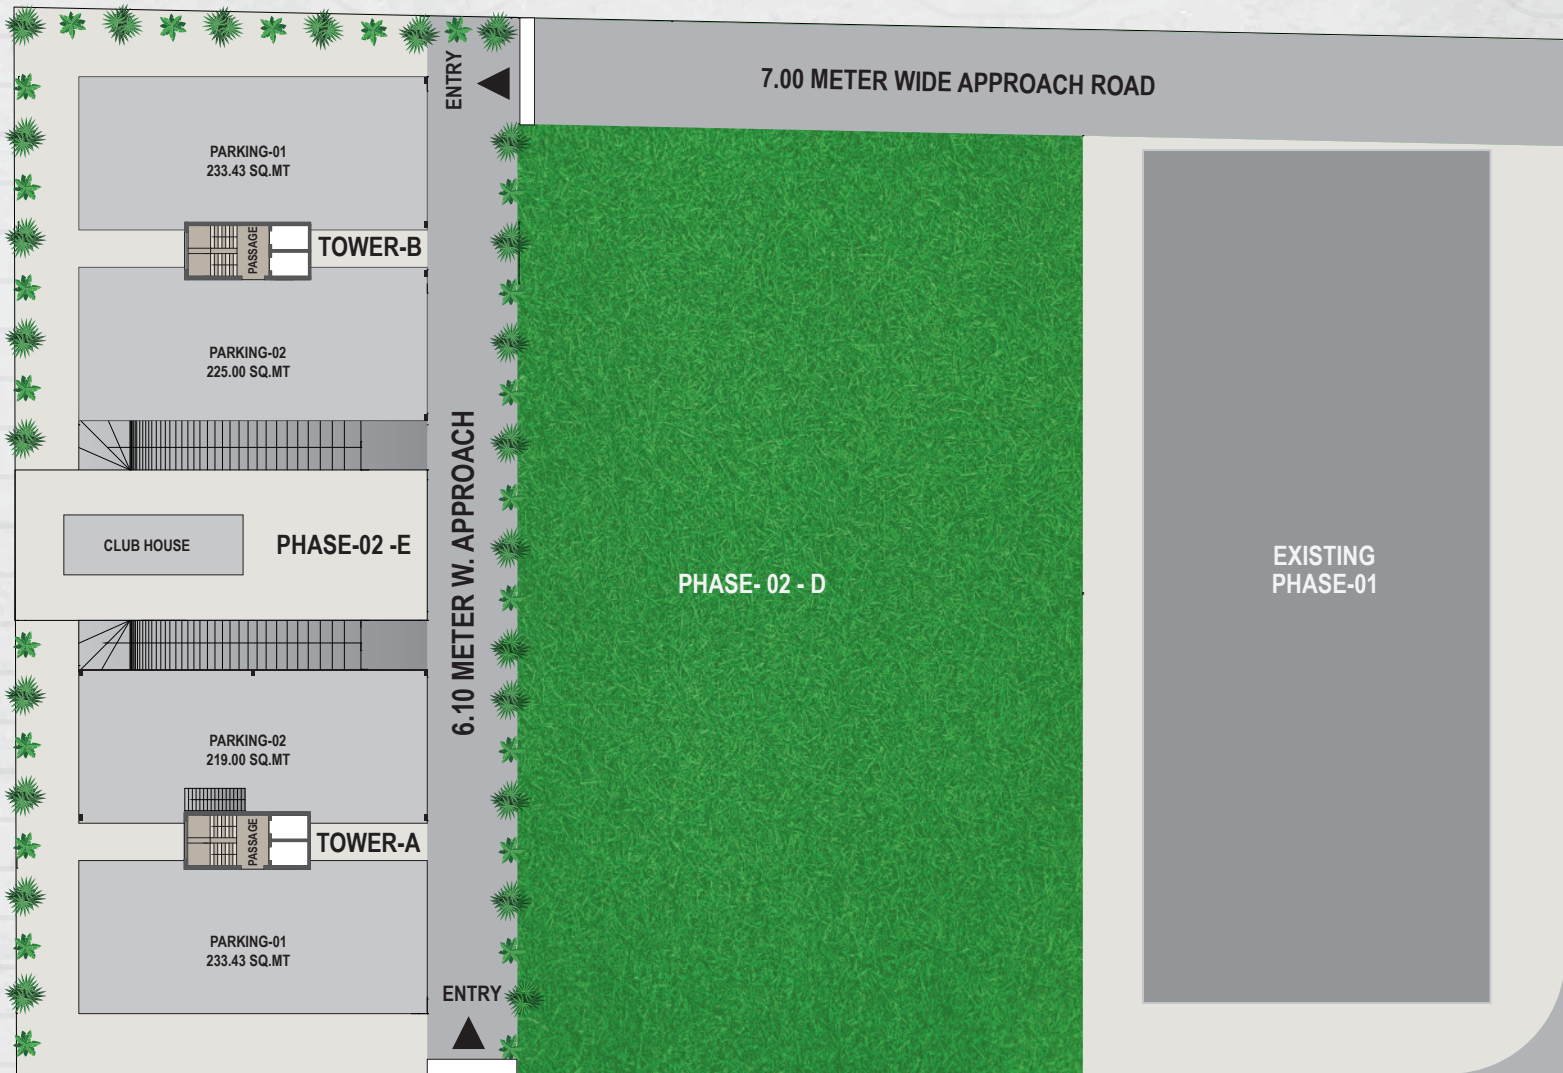 ENTRY
7.00 METER WIDE APPROACH ROAD
PARKING-01
233.43 SQ.MT
PASSAGE
TOWER-B
PARKING-02
225.00 SQ.MT
6.10 METER W. APPROACH
CLUB HOUSE
PHASE-02 -E
PHASE- 02 - D
EXISTING
PHASE-01
PARKING-02
219.00 SQ.MT
PASSAGE
TOWER-A
PARKING-01
233.43 SQ.MT
ENTRY